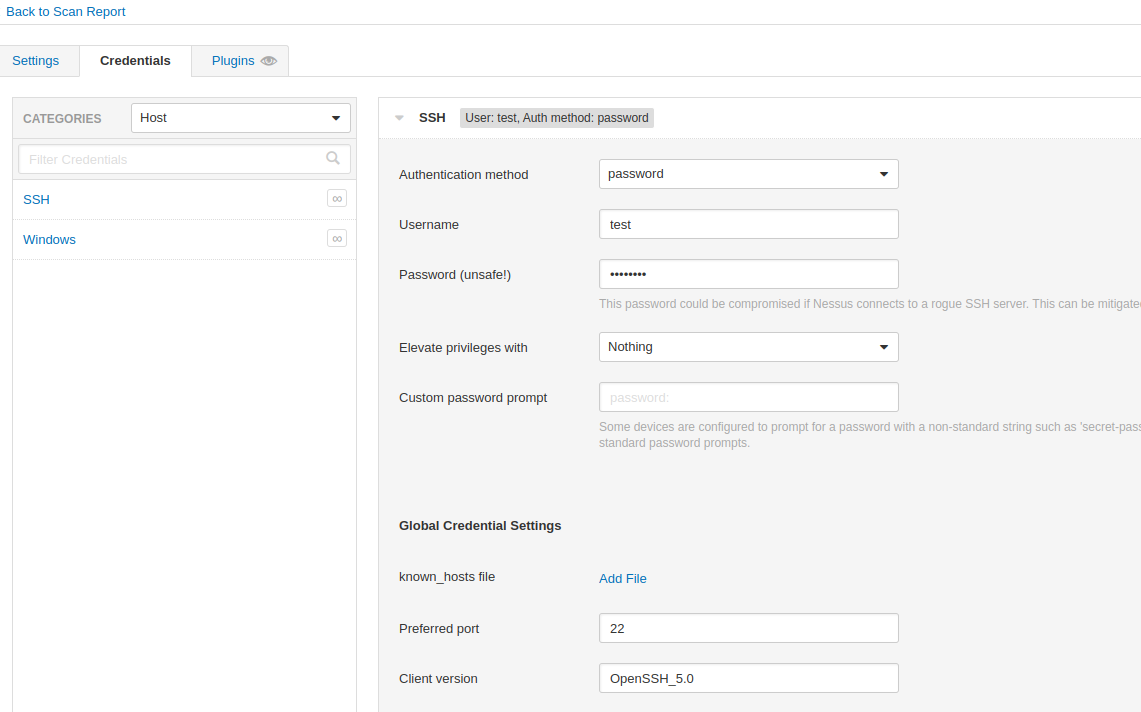 Back to Scan Report
Settings
Credentials
Plugins
CATEGORIES
Host
Filter Credentials
SSH
∞
Windows
∞
SSH
User: test, Auth method: password
Authentication method
password
Username
test
Password (unsafe!)
••••••••
This password could be compromised if Nessus connects to a rogue SSH server. This can be mitigated
Elevate privileges with
Nothing
Custom password prompt
password:
Some devices are configured to prompt for a password with a non-standard string such as 'secret-pass
standard password prompts.
Global Credential Settings
known_hosts file
Add File
Preferred port
22
Client version
OpenSSH_5.0